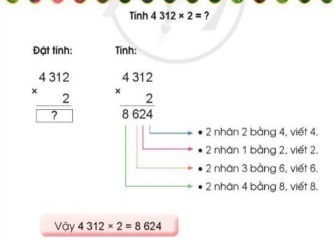 Tính 4 312 × 2 = ?
Đặt tính:
4 312
×
2
?
Tính:
4 312
×
2
8 624
• 2 nhân 2 bằng 4, viết 4.
• 2 nhân 1 bằng 2, viết 2.
• 2 nhân 3 bằng 6, viết 6.
• 2 nhân 4 bằng 8, viết 8.
Vậy 4 312 × 2 = 8 624